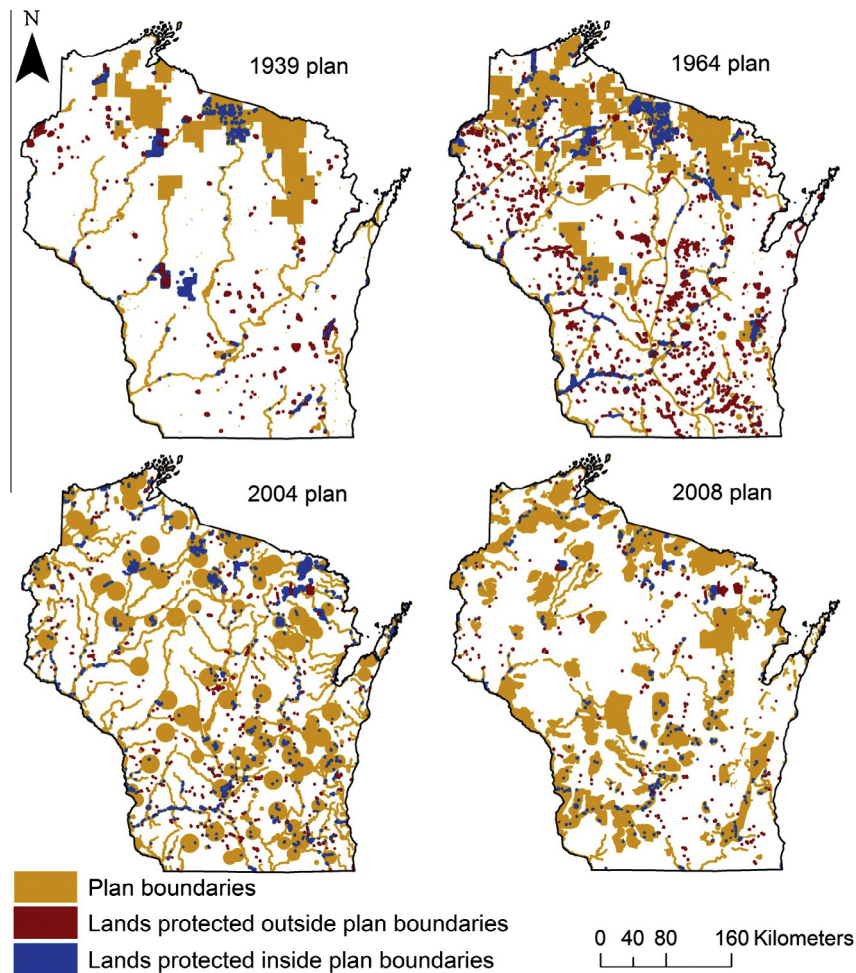 N
1939 plan
1964 plan
2004 plan
2008 plan
Plan boundaries
Lands protected outside plan boundaries
Lands protected inside plan boundaries
0 40 80 160 Kilometers